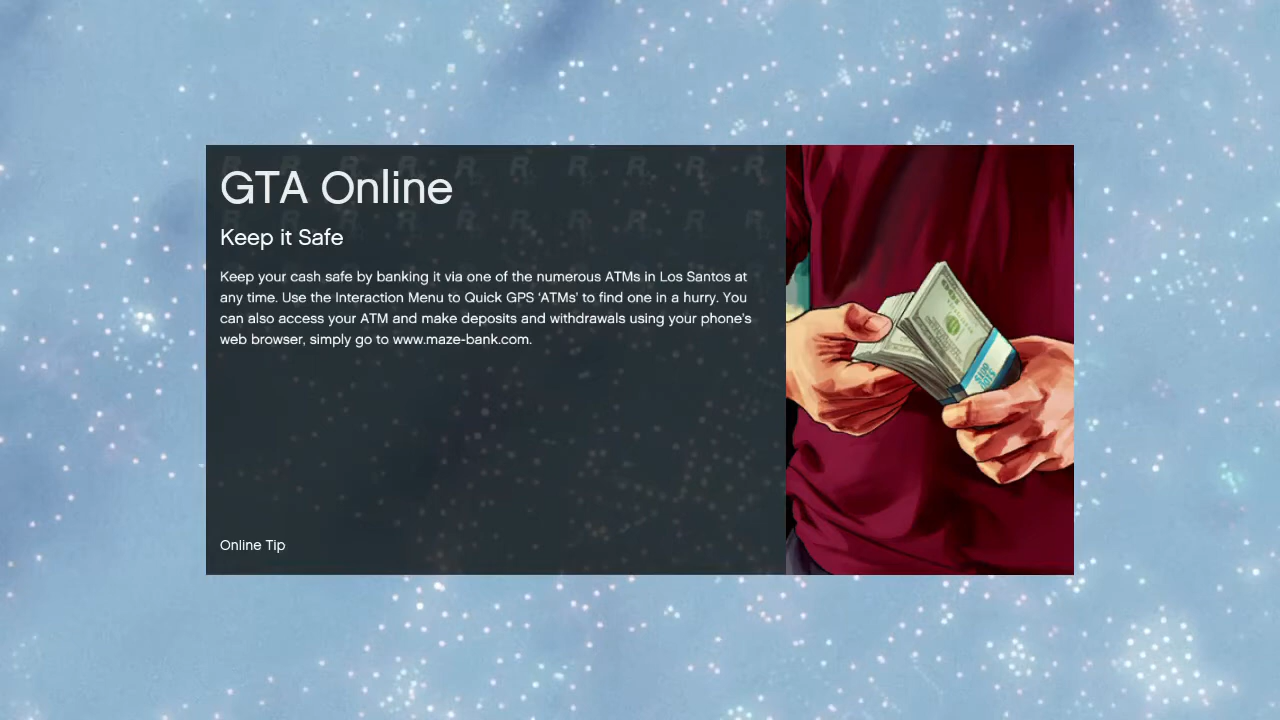 GTA Online
Keep it Safe
Keep your cash safe by banking it via one of the numerous ATMs in Los Santos at
any time. Use the Interaction Menu to Quick GPS 'ATMs' to find one in a hurry. You
can also access your ATM and make deposits and withdrawals using your phone's
web browser, simply go to www.maze-bank.com.
Online Tip